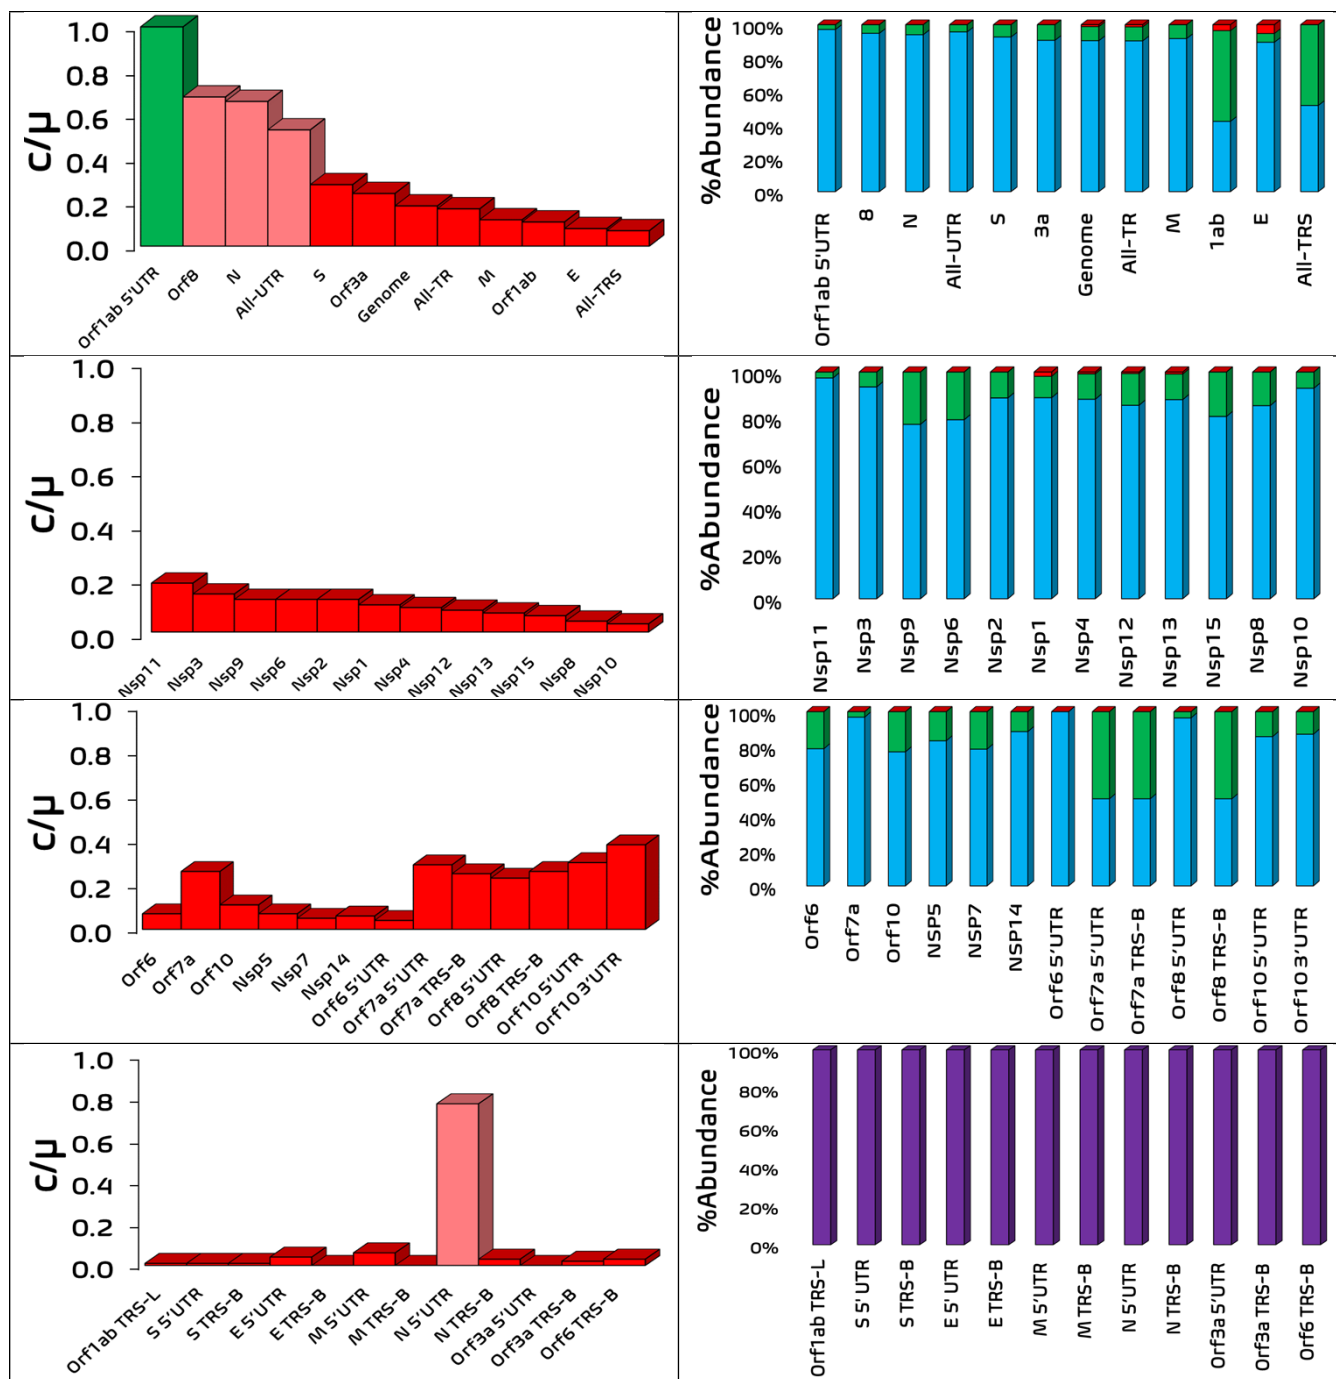 c/µ
1.0
0.8
0.6
0.4
0.2
0.0
Orf1ab 5'UTR
Orf8
N
All-UTR
S
Orf3a
Genome
All-TR
M
Orf1ab
E
All-TRS
%Abundance
100%
80%
60%
40%
20%
0%
Orf1ab 5'UTR
8
N
All-UTR
S
3a
Genome
All-TR
M
1ab
E
All-TRS
c/µ
1.0
0.8
0.6
0.4
0.2
0.0
Nsp11
Nsp3
Nsp9
Nsp6
Nsp2
Nsp1
Nsp4
Nsp12
Nsp13
Nsp15
Nsp8
Nsp10
%Abundance
100%
80%
60%
40%
20%
0%
Nsp11
Nsp3
Nsp9
Nsp6
Nsp2
Nsp1
Nsp4
Nsp12
Nsp13
Nsp15
Nsp8
Nsp10
c/µ
1.0
0.8
0.6
0.4
0.2
0.0
Orf6
Orf7a
Orf10
Nsp5
Nsp7
Nsp14
Orf6 5'UTR
Orf7a 5'UTR
Orf7a TRS-B
Orf8 5'UTR
Orf8 TRS-B
Orf10 5'UTR
Orf10 3'UTR
%Abundance
100%
80%
60%
40%
20%
0%
Orf6
Orf7a
Orf10
NSP5
NSP7
NSP14
Orf6 5'UTR
Orf7a 5'UTR
Orf7a TRS-B
Orf8 5'UTR
Orf8 TRS-B
Orf10 5'UTR
Orf10 3'UTR
c/µ
1.0
0.8
0.6
0.4
0.2
0.0
Orf1ab TRS-L
S 5'UTR
S TRS-B
E 5'UTR
E TRS-B
M 5'UTR
M TRS-B
N 5'UTR
N TRS-B
Orf3a 5'UTR
Orf3a TRS-B
Orf6 TRS-B
%Abundance
100%
80%
60%
40%
20%
0%
Orf1ab TRS-L
S 5' UTR
S TRS-B
E 5' UTR
E TRS-B
M 5'UTR
M TRS-B
N 5'UTR
N TRS-B
Orf3a 5'UTR
Orf3a TRS-B
Orf6 TRS-B